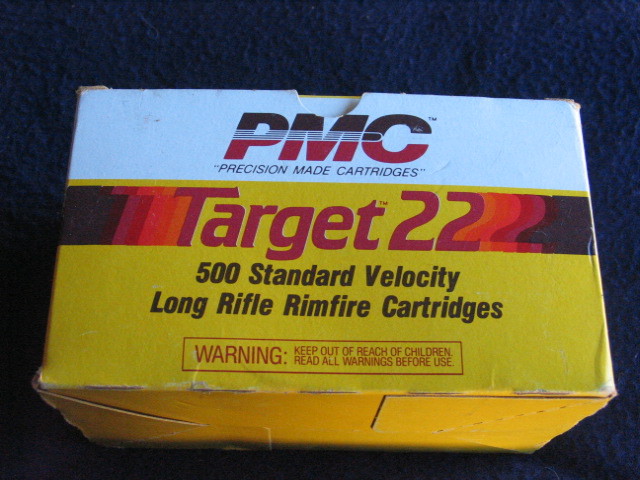 PMC™
"PRECISION MADE CARTRIDGES"
Target™ 22
500 Standard Velocity
Long Rifle Rimfire Cartridges
WARNING: KEEP OUT OF REACH OF CHILDREN.
READ ALL WARNINGS BEFORE USE.